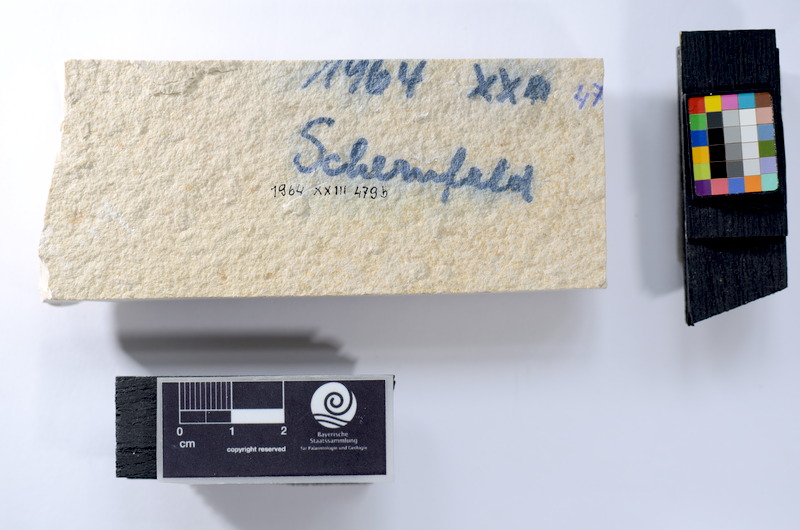 1964 XXIII 47
Schernfeld
1964 XXIII 479b
0 1 2
cm
copyright reserved
Bayerische
Staatssammlung
für Paläontologie und Geologie